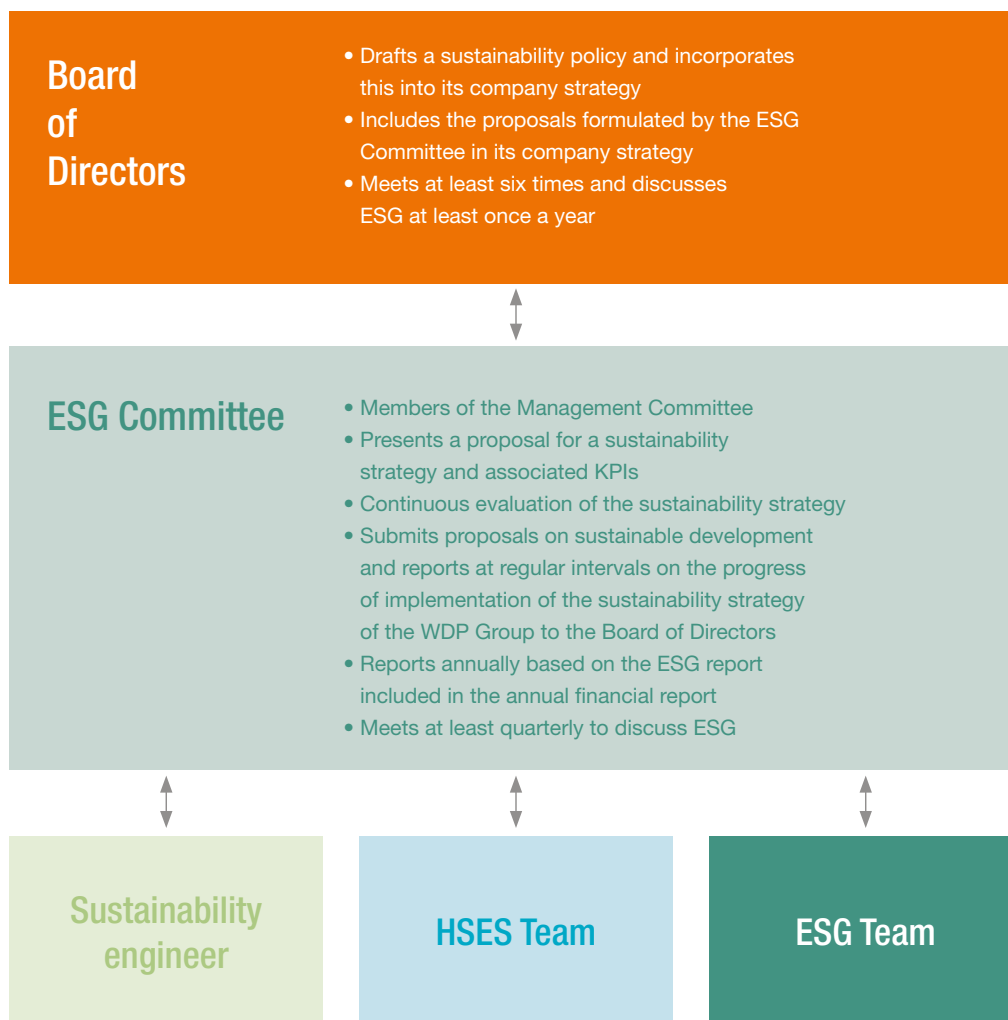 Board
of
Directors
• Drafts a sustainability policy and incorporates
this into its company strategy
• Includes the proposals formulated by the ESG
Committee in its company strategy
• Meets at least six times and discusses
ESG at least once a year
ESG Committee
• Members of the Management Committee
• Presents a proposal for a sustainability
strategy and associated KPIs
• Continuous evaluation of the sustainability strategy
• Submits proposals on sustainable development
and reports at regular intervals on the progress
of implementation of the sustainability strategy
of the WDP Group to the Board of Directors
• Reports annually based on the ESG report
included in the annual financial report
• Meets at least quarterly to discuss ESG
Sustainability
engineer
HSES Team
ESG Team